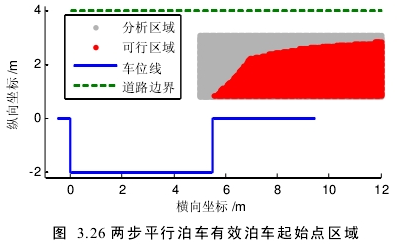 4
2
0
-2
纵向坐标 /m
分析区域
可行区域
车位线
道路边界
0 2 4 6 8 10 12
横向坐标 /m
图 3.26 两步平行泊车有效泊车起始点区域